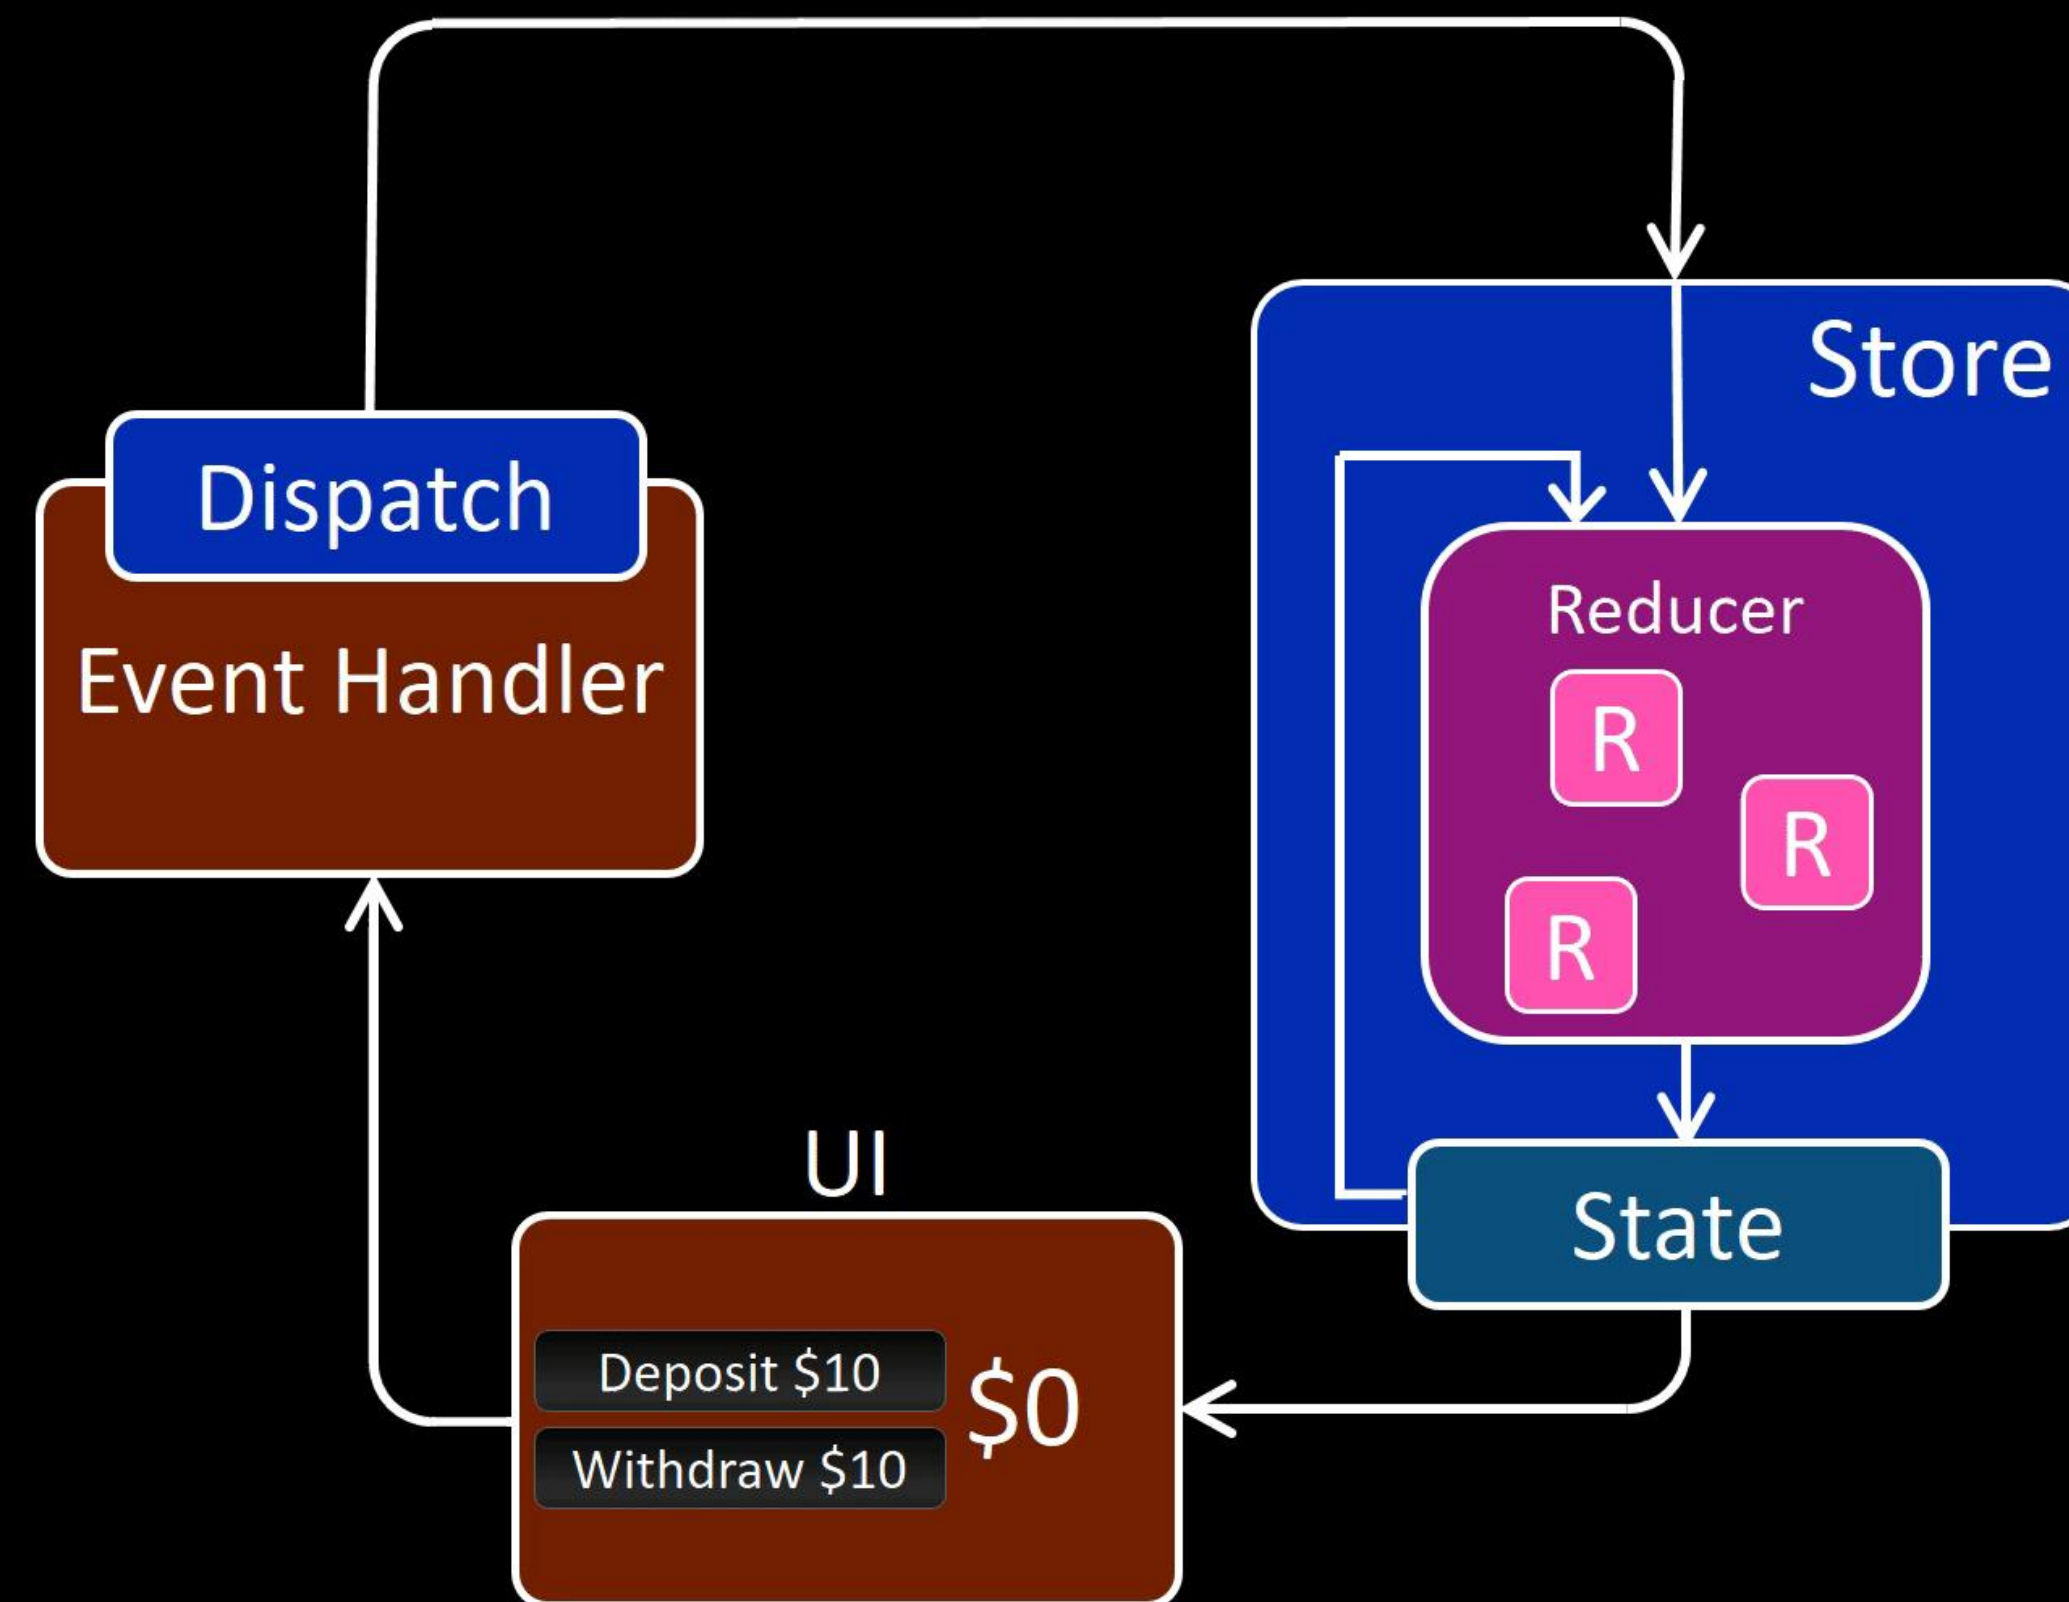 Dispatch
Event Handler
Store
Reducer
R
R
R
State
UI
Deposit $10
Withdraw $10
$0